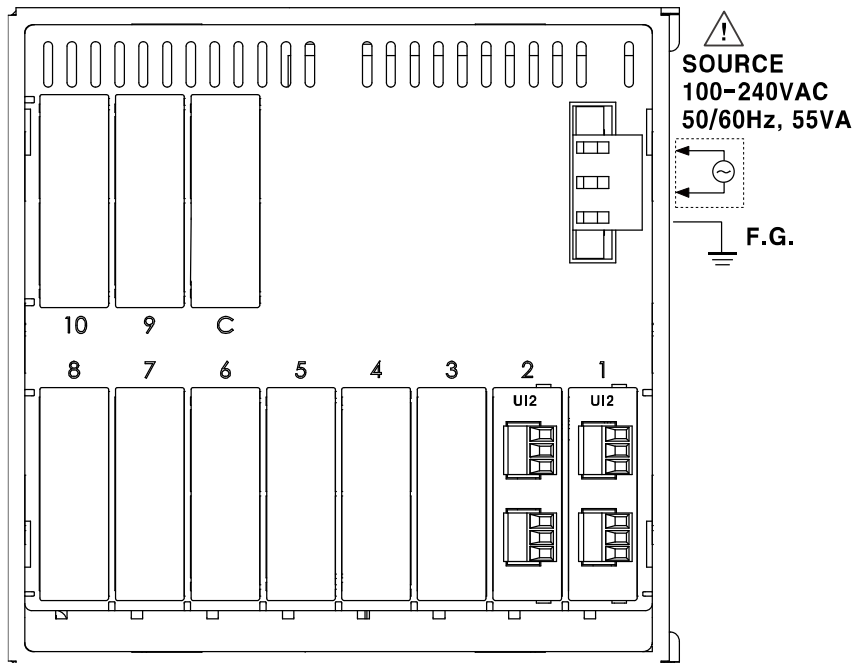 !
SOURCE
100-240VAC
50/60Hz, 55VA
F.G.
10 9 C
8 7 6 5 4 3 2 1
UI2 UI2